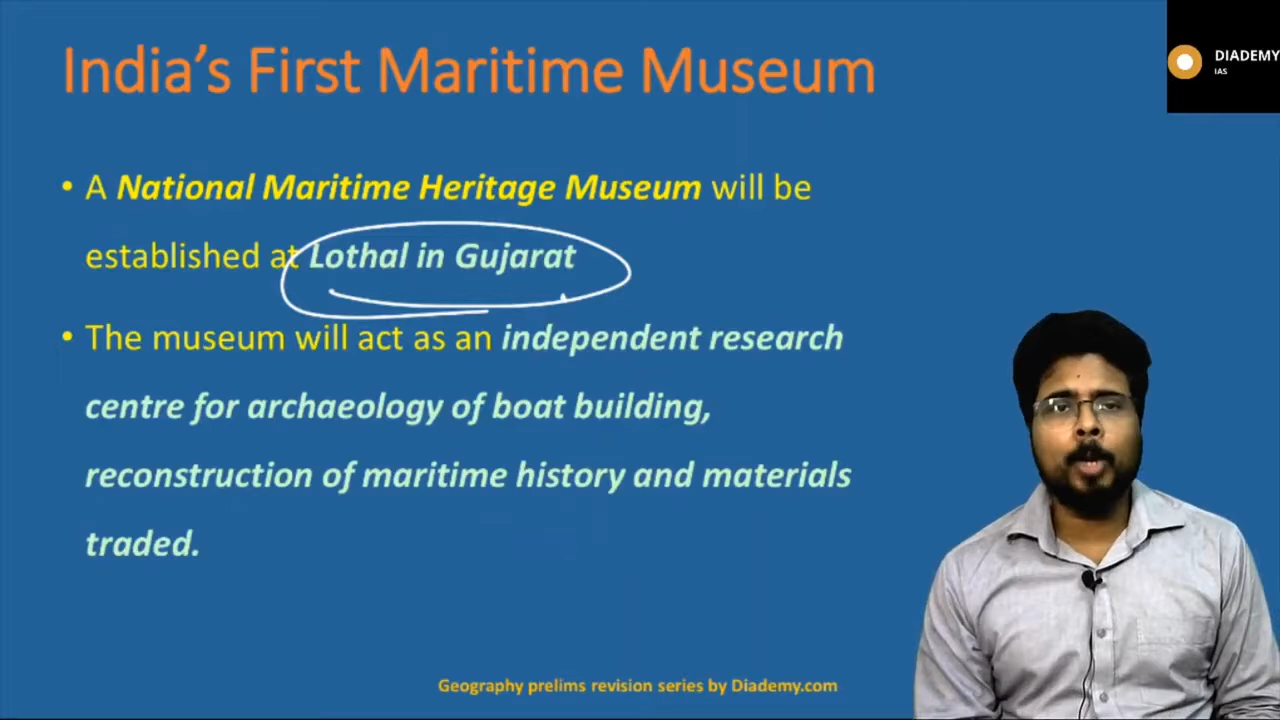 India’s First Maritime Museum
DIADEMY
IAS
• A National Maritime Heritage Museum will be
established at Lothal in Gujarat
• The museum will act as an independent research
centre for archaeology of boat building,
reconstruction of maritime history and materials
traded.
Geography prelims revision series by Diademy.com